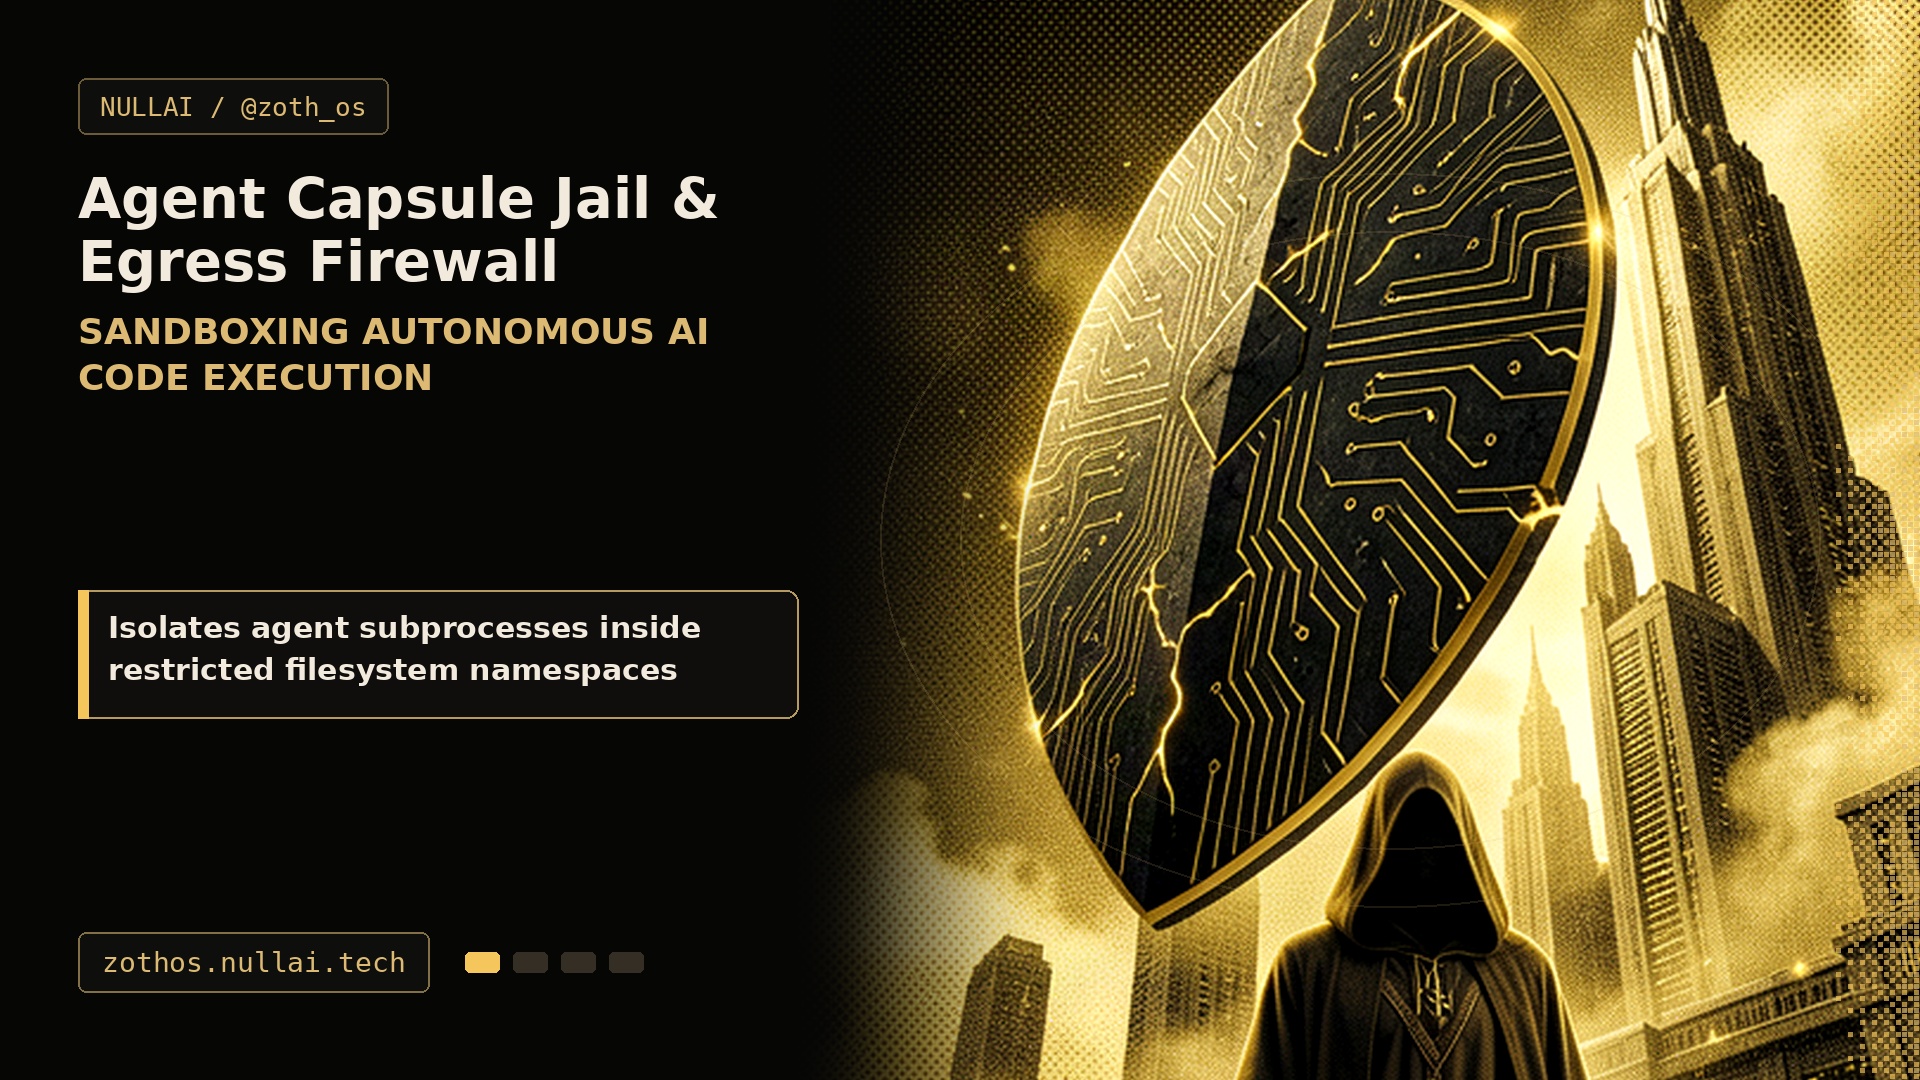 NULLAI / @zoth_os
Agent Capsule Jail &
Egress Firewall
SANDBOXING AUTONOMOUS AI
CODE EXECUTION
Isolates agent subprocesses inside
restricted filesystem namespaces
zothos.nullai.tech